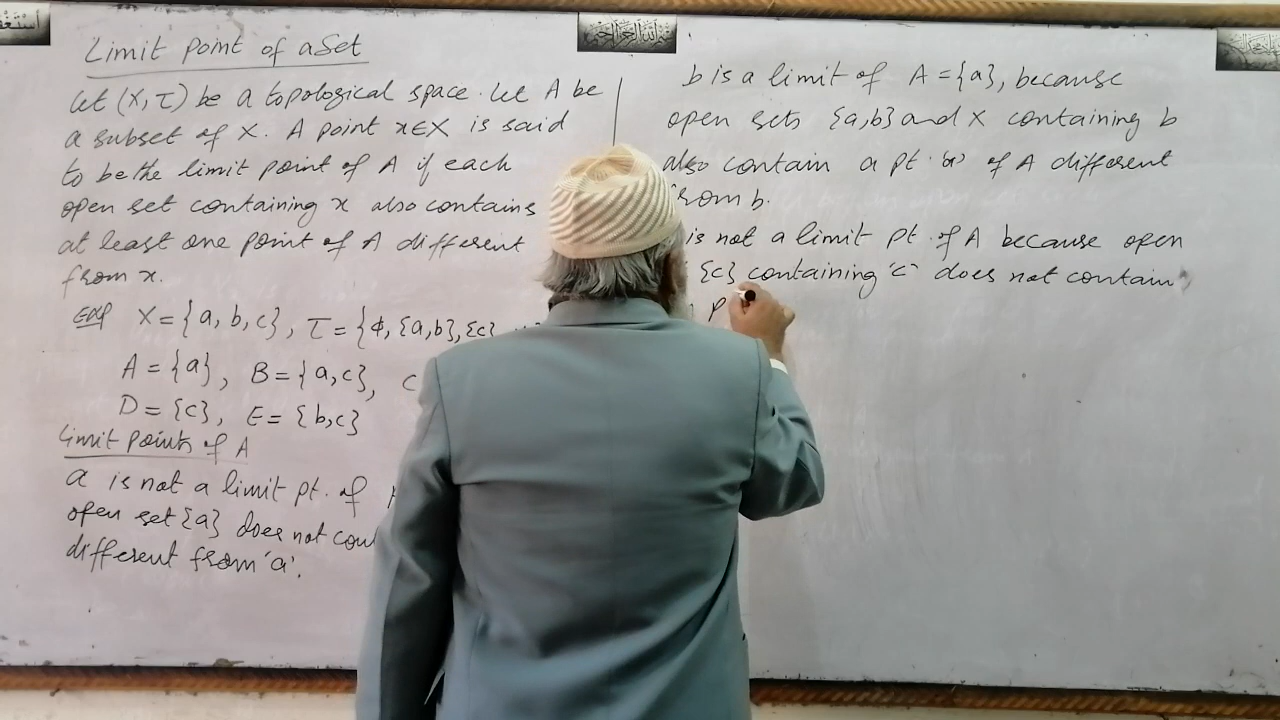 Limit Point of a Set
Let (X, τ) be a topological space. Let A be
a subset of X. A point x∈X is said
to be the limit point of A if each
open set containing x also contains
at least one point of A different
from x.
X = {a, b, c}, τ = {ϕ, {a,b}, {c}
A = {a}, B = {a,c}, C
D = {c}, E = {b,c}
Limit Points of A
a is not a limit pt. of
open set {a} does not
different from 'a'.
b is a limit of A = {a}, because
open sets {a,b} and X containing b
also contain a pt. of A different
from b.
is not a limit pt. of A because open
{c} containing 'c' does not contain